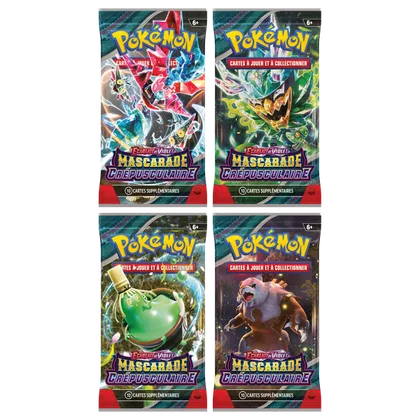 6+
POKÉMON
CARTES À JOUER ET À COLLECTIONNER
ÉCARLATE ET VIOLET
MASCARADE
CRÉPUSCULAIRE
10 CARTES SUPPLÉMENTAIRES
6+
POKÉMON
CARTES À JOUER ET À COLLECTIONNER
ÉCARLATE ET VIOLET
MASCARADE
CRÉPUSCULAIRE
10 CARTES SUPPLÉMENTAIRES
6+
POKÉMON
CARTES À JOUER ET À COLLECTIONNER
ÉCARLATE ET VIOLET
MASCARADE
CRÉPUSCULAIRE
10 CARTES SUPPLÉMENTAIRES
6+
POKÉMON
CARTES À JOUER ET À COLLECTIONNER
ÉCARLATE ET VIOLET
MASCARADE
CRÉPUSCULAIRE
10 CARTES SUPPLÉMENTAIRES